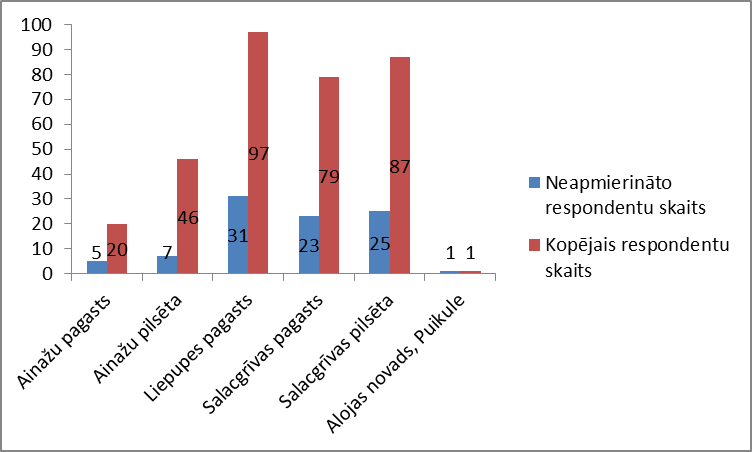 100
90
80
70
60
50
40
30
20
10
0
5
20
7
46
31
97
23
79
25
87
1
1
Ainažu pagasts
Ainažu pilsēta
Liepupes pagasts
Salacgrīvas pagasts
Salacgrīvas pilsēta
Alojas novads, Puikule
Neapmierināto
respondentu skaits
Kopējais respondentu
skaits